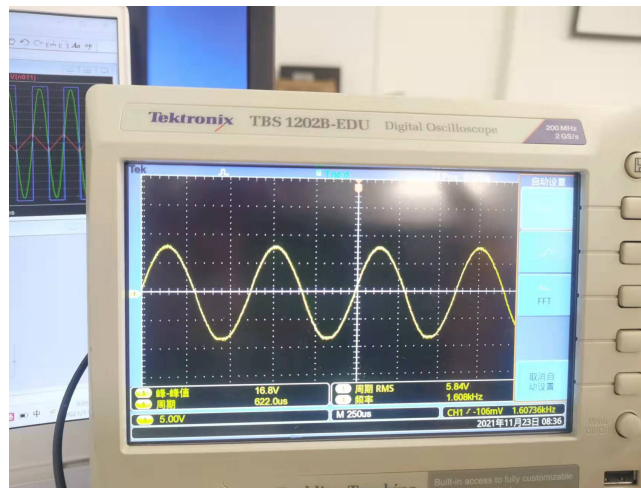 V(n011)
Tektronix TBS 1202B-EDU Digital Oscilloscope
200 MHz
2 GS/s
Tek
自动设置
FFT
取消自
动设置
峰-峰值 16.8V
周期 622.0us
周期 RMS 5.84V
频率 1.608kHz
5.00V
M 250us
CH1 -106mV 1.60736kHz
2021年11月23日 08:36
中
Built-in access to fully customizable